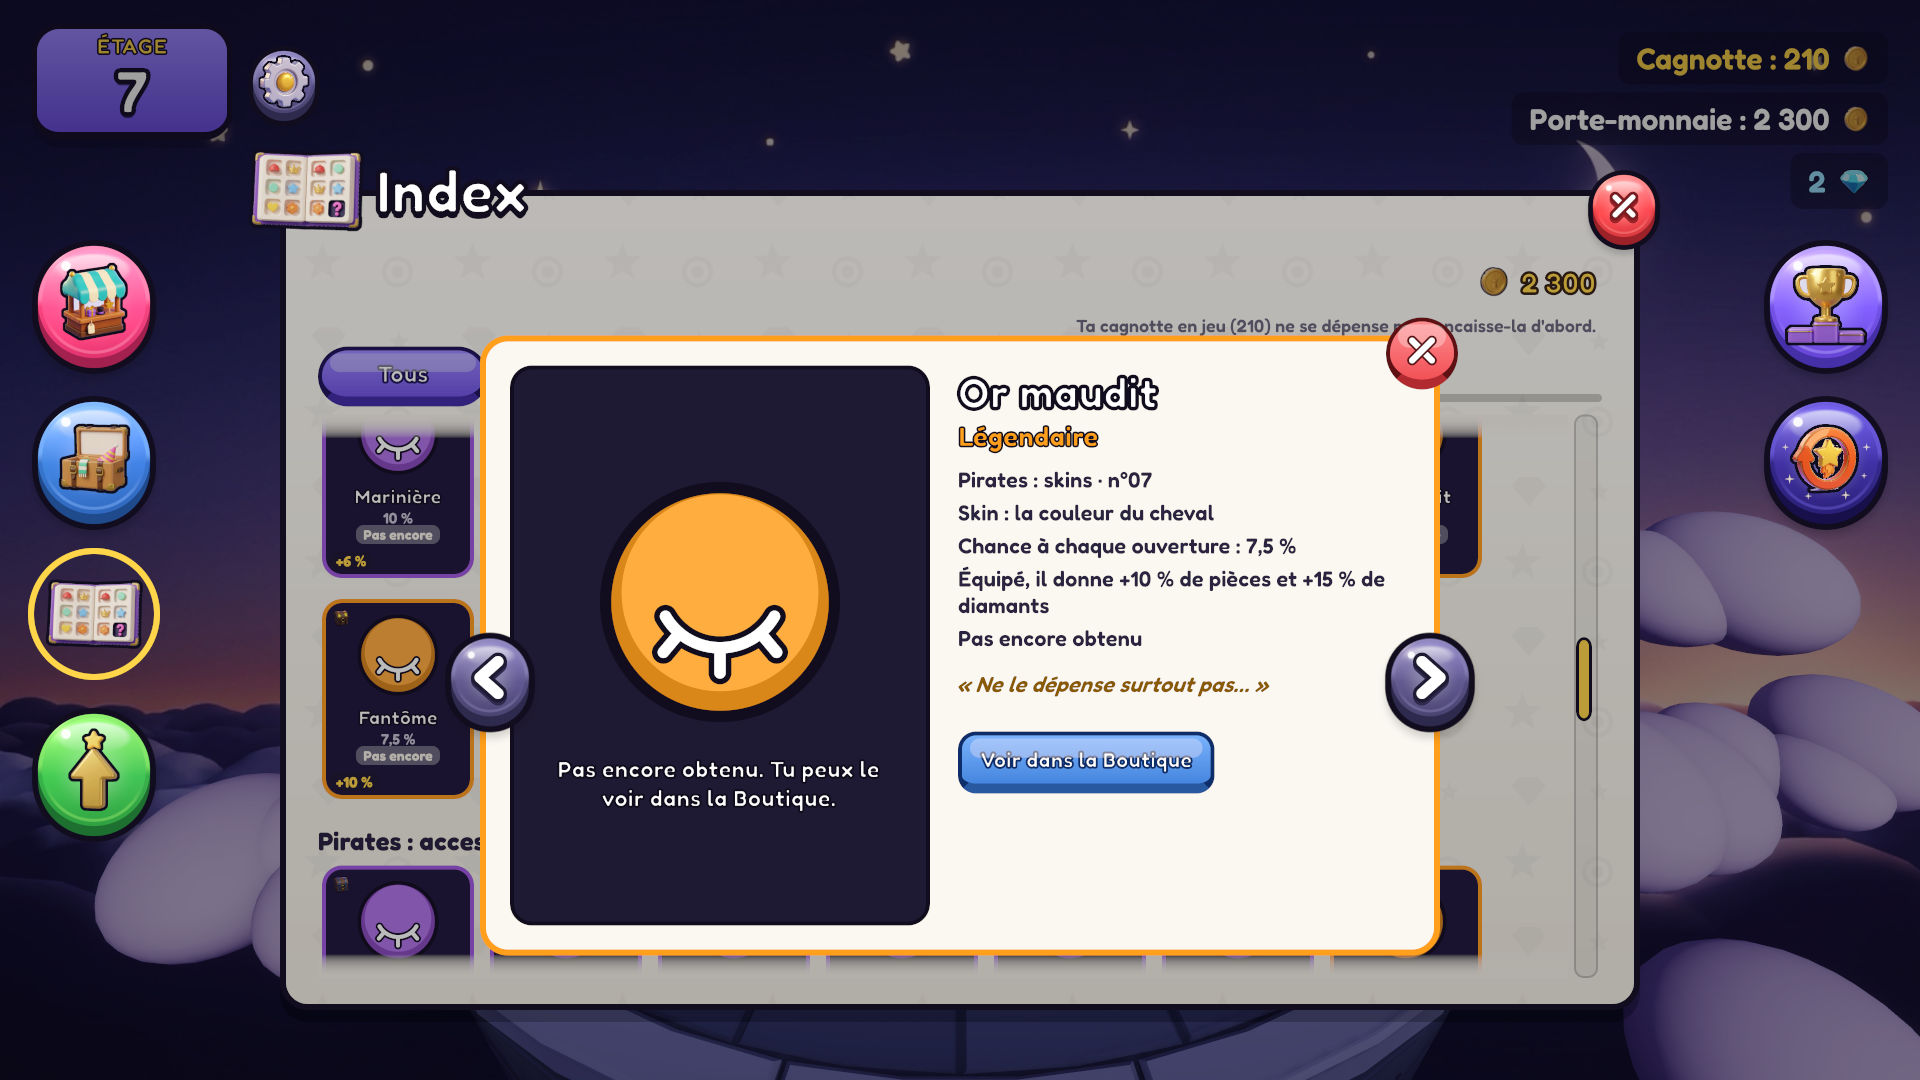 ÉTAGE
7
Cagnotte : 210
Porte-monnaie : 2 300
2
Index
2 300
Ta cagnotte en jeu (210) ne se dépense
ncaisse-la d'abord.
Tous
Marinière
10 %
Pas encore
+6 %
Fantôme
7,5 %
Pas encore
+10 %
Pirates :
Pas encore obtenu. Tu peux le
voir dans la Boutique.
Or maudit
Légendaire
Pirates : skins · n°07
Skin : la couleur du cheval
Chance à chaque ouverture : 7,5 %
Équipé, il donne +10 % de pièces et +15 % de
diamants
Pas encore obtenu
« Ne le dépense surtout pas... »
Voir dans la Boutique